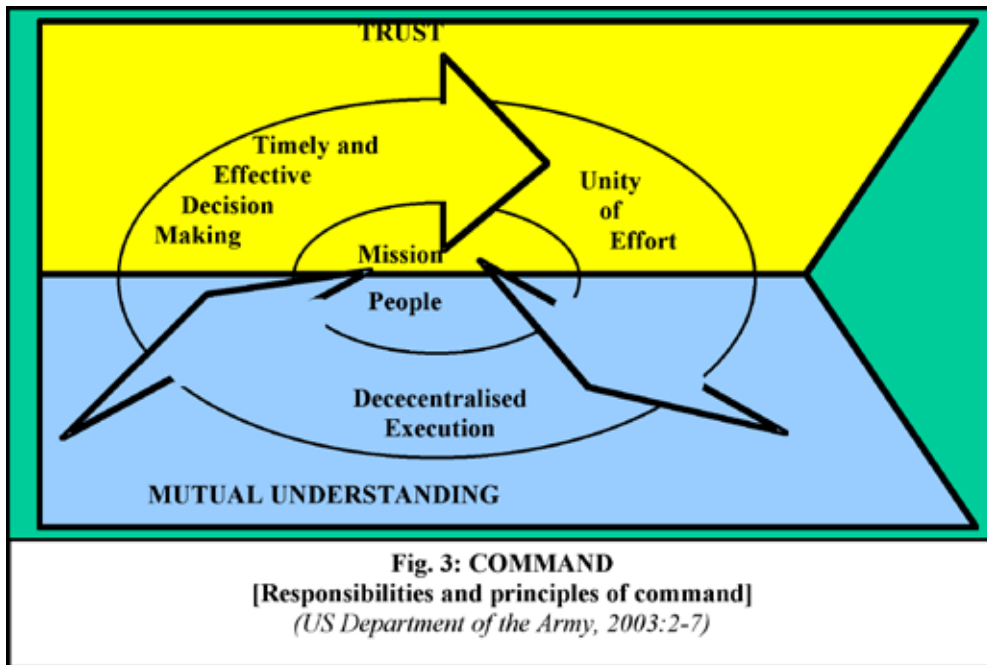 TRUST
Timely and
Effective
Decision
Making
Unity
of
Effort
Mission
People
Dececentralised
Execution
MUTUAL UNDERSTANDING
Fig. 3: COMMAND
[Responsibilities and principles of command]
(US Department of the Army, 2003:2-7)